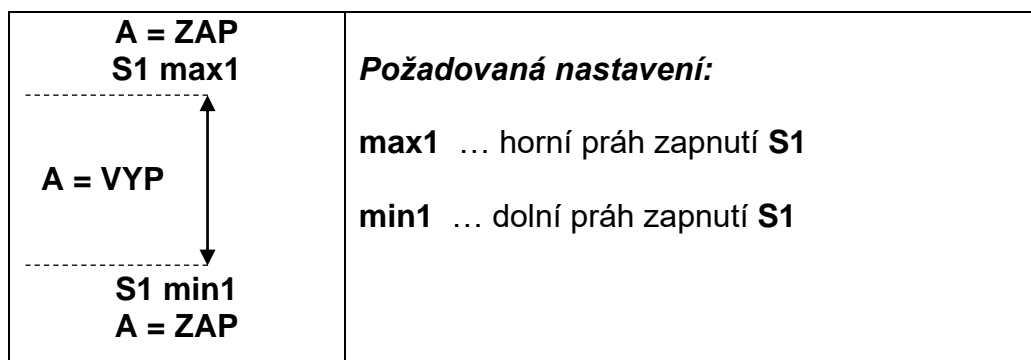 A = ZAP
S1 max1
A = VYP
S1 min1
A = ZAP
Požadovaná nastavení:
max1 … horní práh zapnutí S1
min1 … dolní práh zapnutí S1